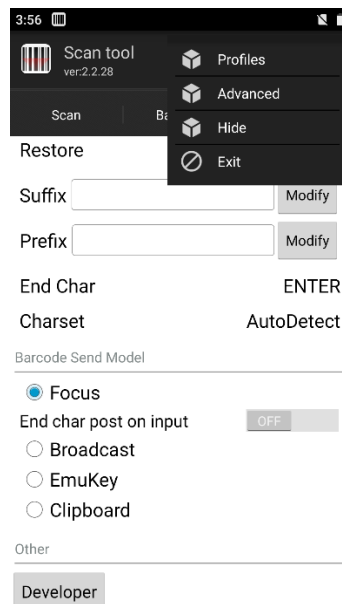 3:56
Scan tool
ver:2.2.28
Profiles
Advanced
Hide
Exit
Scan
Ba
Restore
Suffix
Modify
Prefix
Modify
End Char ENTER
Charset AutoDetect
Barcode Send Model
Focus
End char post on input OFF
Broadcast
EmuKey
Clipboard
Other
Developer